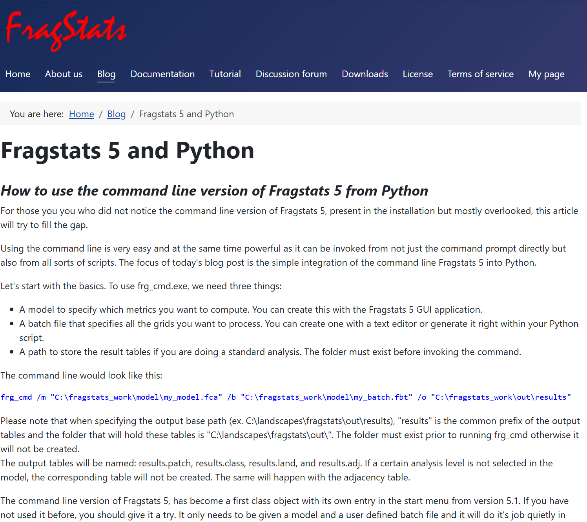 FragStats
Home About us Blog Documentation Tutorial Discussion forum Downloads License Terms of service My page
You are here: Home / Blog / Fragstats 5 and Python
Fragstats 5 and Python
How to use the command line version of Fragstats 5 from Python
For those you you who did not notice the command line version of Fragstats 5, present in the installation but mostly overlooked, this article
will try to fill the gap.
Using the command line is very easy and at the same time powerful as it can be invoked from not just the command prompt directly but
also from all sorts of scripts. The focus of today's blog post is the simple integration of the command line Fragstats 5 into Python.
Let's start with the basics. To use frg_cmd.exe, we need three things:
• A model to specify which metrics you want to compute. You can create this with the Fragstats 5 GUI application.
• A batch file that specifies all the grids you want to process. You can create one with a text editor or generate it right within your Python
script.
• A path to store the result tables if you are doing a standard analysis. The folder must exist before invoking the command.
The command line would look like this:
frg_cmd /m "C:\fragstats_work\model\my_model.fca" /b "C:\fragstats_work\model\my_batch.fbt" /o "C:\fragstats_work\out\results"
Please note that when specifying the output base path (ex. C:\landscapes\fragstats\out\results), "results" is the common prefix of the output
tables and the folder that will hold these tables is "C:\landscapes\fragstats\out\". The folder must exist prior to running frg_cmd otherwise it
will not be created.
The output tables will be named: results.patch, results.class, results.land, and results.adj. If a certain analysis level is not selected in the
model, the corresponding table will not be created. The same will happen with the adjacency table.
The command line version of Fragstats 5, has become a first class object with its own entry in the start menu from version 5.1. If you have
not used it before, you should give it a try. It only needs to be given a model and a user defined batch file and it will do it's job quietly in